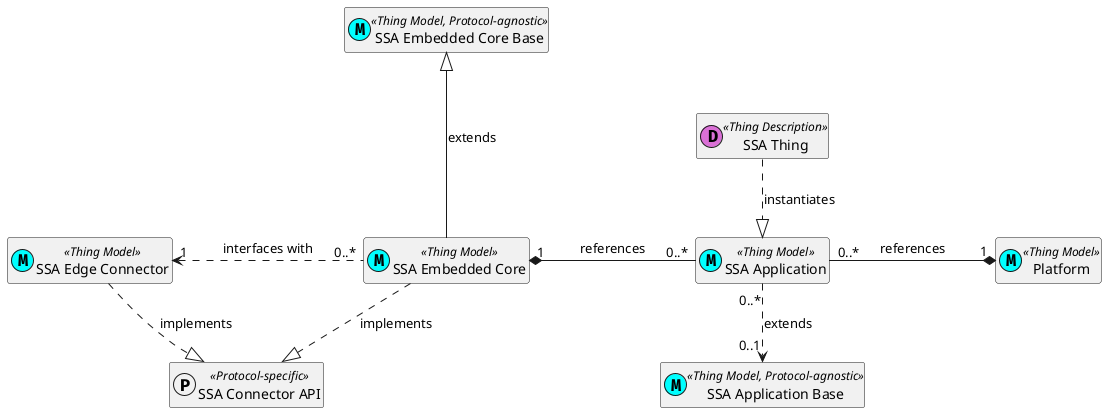 M
«Thing Model, Protocol-agnostic»
SSA Embedded Core Base
extends
D
«Thing Description»
SSA Thing
instantiates
M
«Thing Model»
SSA Edge Connector
1
interfaces with
0..*
M
«Thing Model»
SSA Embedded Core
1
references
0..*
M
«Thing Model»
SSA Application
0..*
references
1
M
«Thing Model»
Platform
implements
implements
0..*
extends
0..1
P
«Protocol-specific»
SSA Connector API
M
«Thing Model, Protocol-agnostic»
SSA Application Base